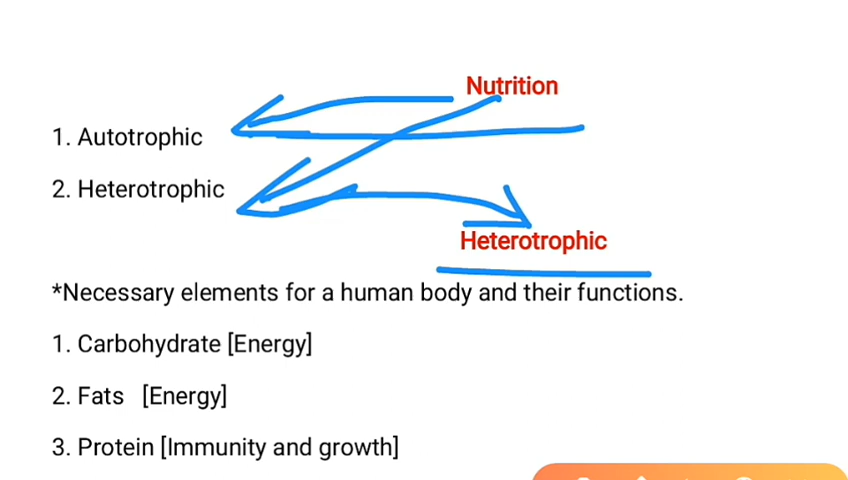 Nutrition
1. Autotrophic
2. Heterotrophic
Heterotrophic
*Necessary elements for a human body and their functions.
1. Carbohydrate [Energy]
2. Fats [Energy]
3. Protein [Immunity and growth]